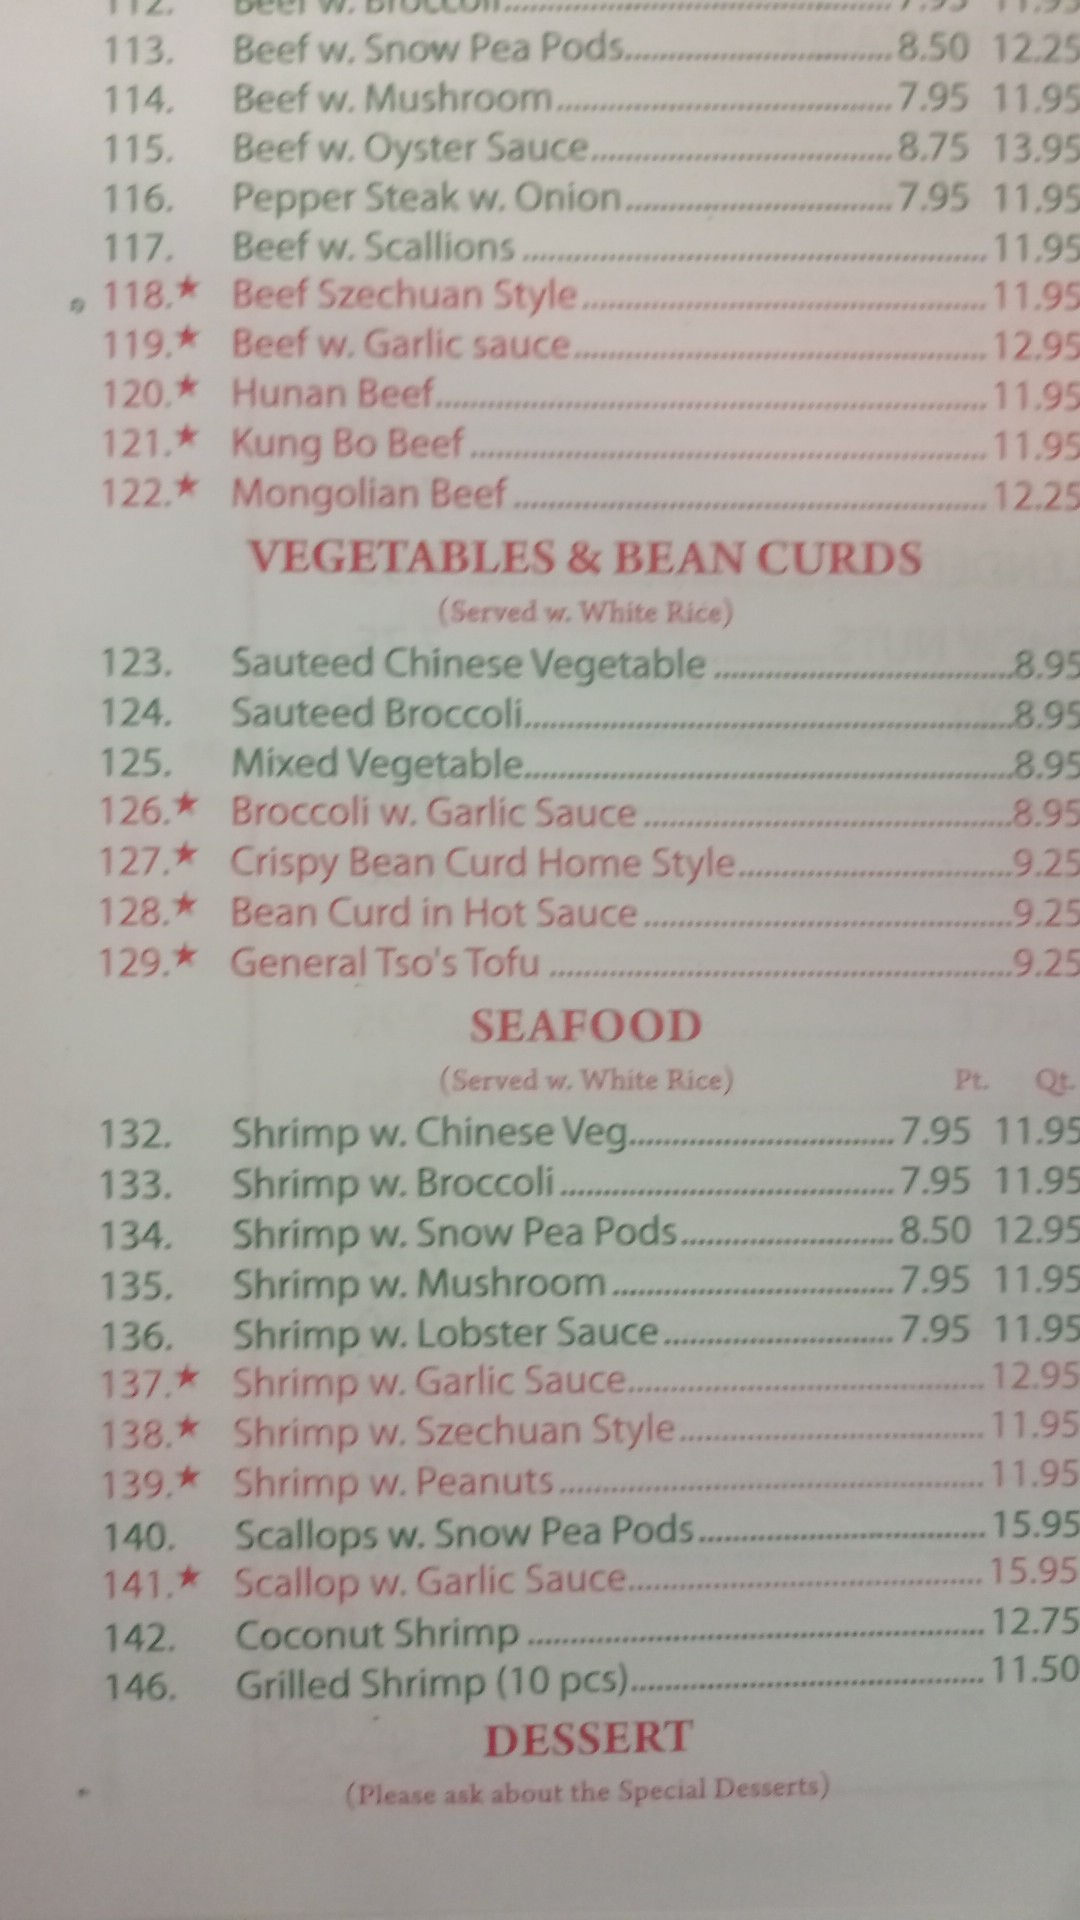 112. Beef w. Broccoli 7.95 11.95
113. Beef w. Snow Pea Pods 8.50 12.25
114. Beef w. Mushroom 7.95 11.95
115. Beef w. Oyster Sauce 8.75 13.95
116. Pepper Steak w. Onion 7.95 11.95
117. Beef w. Scallions 11.95
118.★ Beef Szechuan Style 11.95
119.★ Beef w. Garlic sauce 12.95
120.★ Hunan Beef 11.95
121.★ Kung Bo Beef 11.95
122.★ Mongolian Beef 12.25
VEGETABLES & BEAN CURDS
(Served w. White Rice)
123. Sauteed Chinese Vegetable 8.95
124. Sauteed Broccoli 8.95
125. Mixed Vegetable 8.95
126.★ Broccoli w. Garlic Sauce 8.95
127.★ Crispy Bean Curd Home Style 9.25
128.★ Bean Curd in Hot Sauce 9.25
129.★ General Tso's Tofu 9.25
SEAFOOD
(Served w. White Rice) Pt. Qt.
132. Shrimp w. Chinese Veg. 7.95 11.95
133. Shrimp w. Broccoli 7.95 11.95
134. Shrimp w. Snow Pea Pods 8.50 12.95
135. Shrimp w. Mushroom 7.95 11.95
136. Shrimp w. Lobster Sauce 7.95 11.95
137.★ Shrimp w. Garlic Sauce 12.95
138.★ Shrimp w. Szechuan Style 11.95
139.★ Shrimp w. Peanuts 11.95
140. Scallops w. Snow Pea Pods 15.95
141.★ Scallop w. Garlic Sauce 15.95
142. Coconut Shrimp 12.75
146. Grilled Shrimp (10 pcs) 11.50
DESSERT
(Please ask about the Special Desserts)